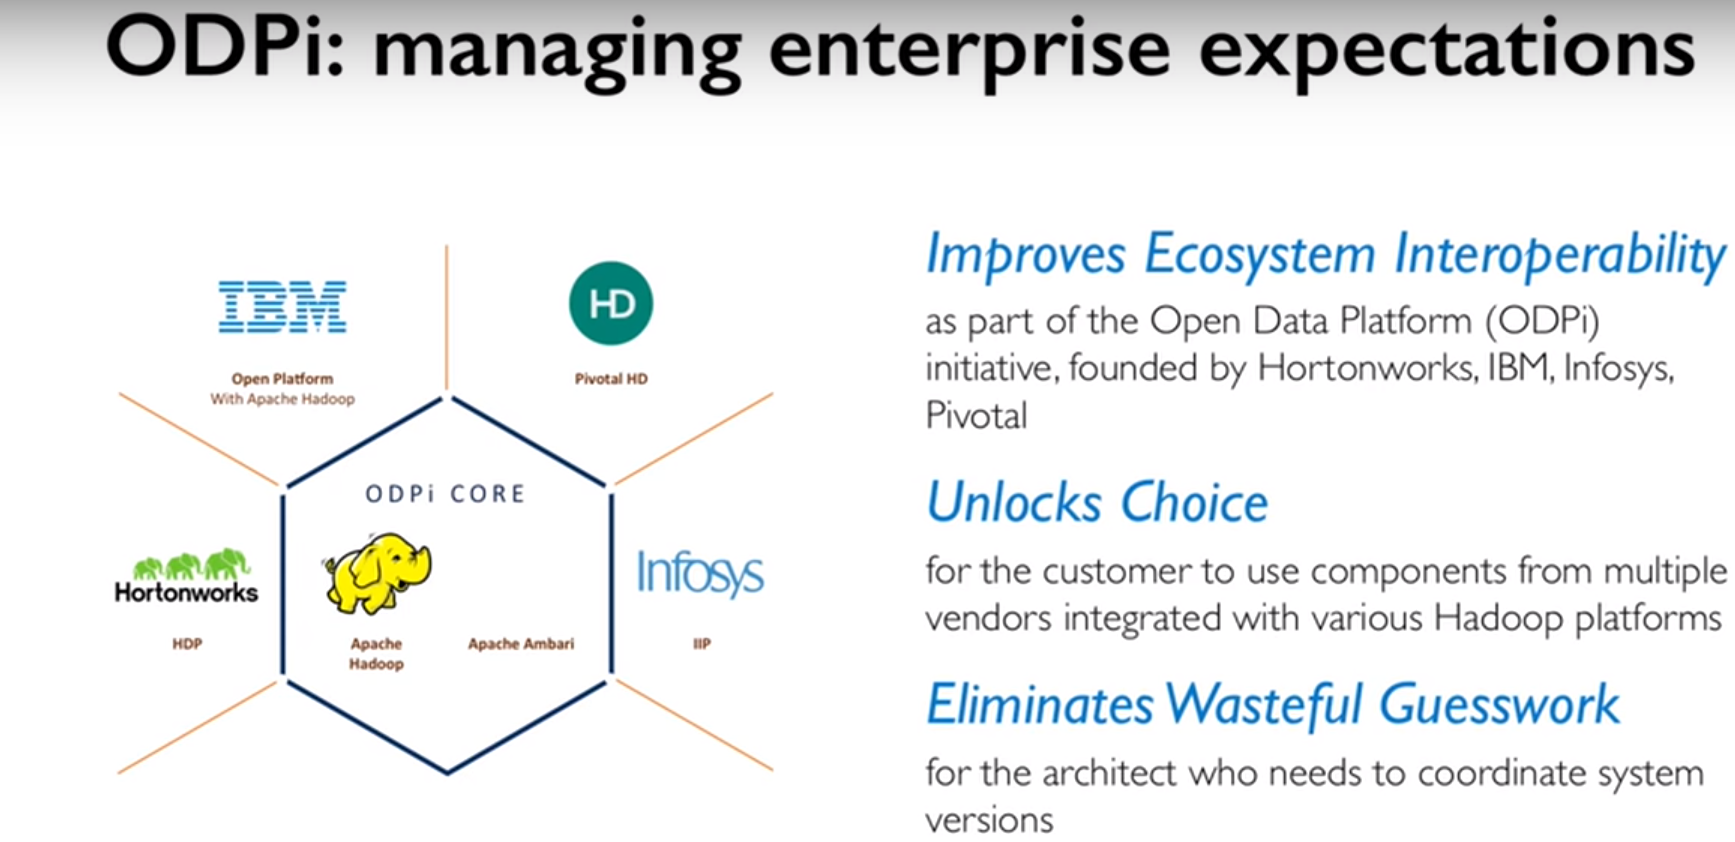 ODPi: managing enterprise expectations
IBM
Open Platform
With Apache Hadoop
HD
Pivotal HD
ODPi CORE
Hortonworks
HDP
Apache
Hadoop
Apache Ambari
Infosys
IIP
Improves Ecosystem Interoperability
as part of the Open Data Platform (ODPi)
initiative, founded by Hortonworks, IBM, Infosys,
Pivotal
Unlocks Choice
for the customer to use components from multiple
vendors integrated with various Hadoop platforms
Eliminates Wasteful Guesswork
for the architect who needs to coordinate system
versions